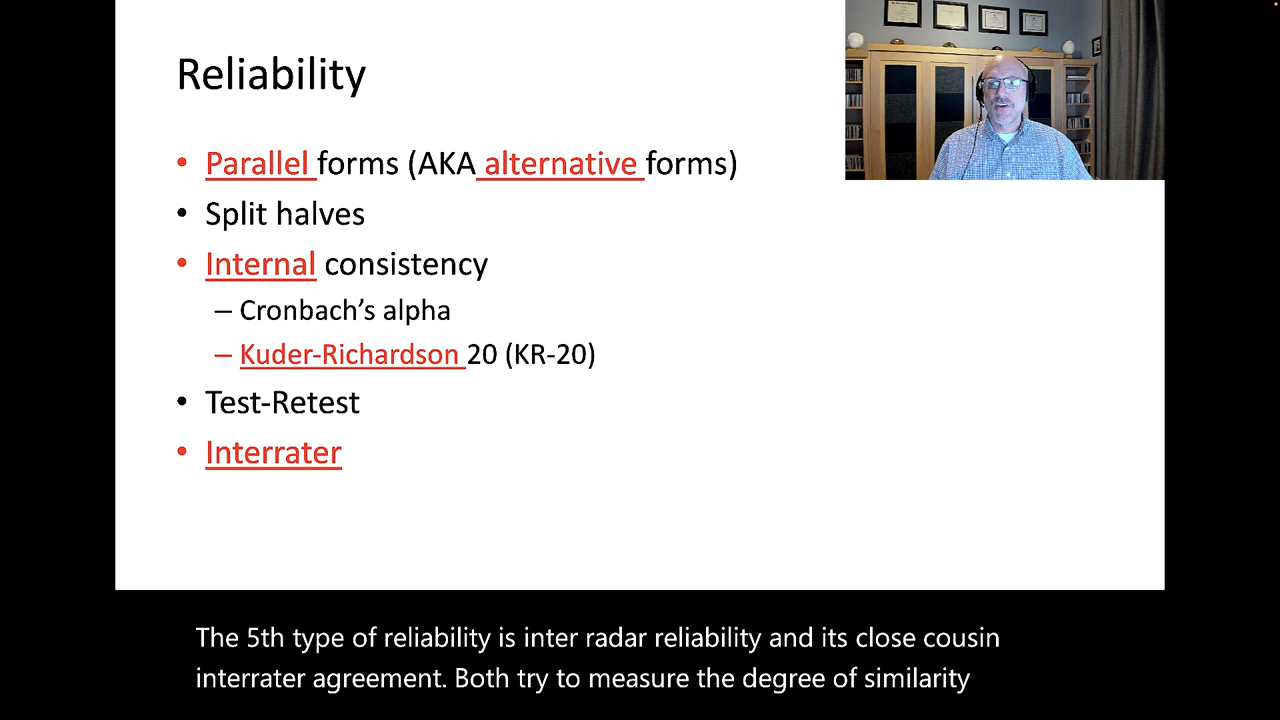 Reliability
• Parallel forms (AKA alternative forms)
• Split halves
• Internal consistency
– Cronbach’s alpha
– Kuder-Richardson 20 (KR-20)
• Test-Retest
• Interrater
The 5th type of reliability is inter radar reliability and its close cousin
interrater agreement. Both try to measure the degree of similarity